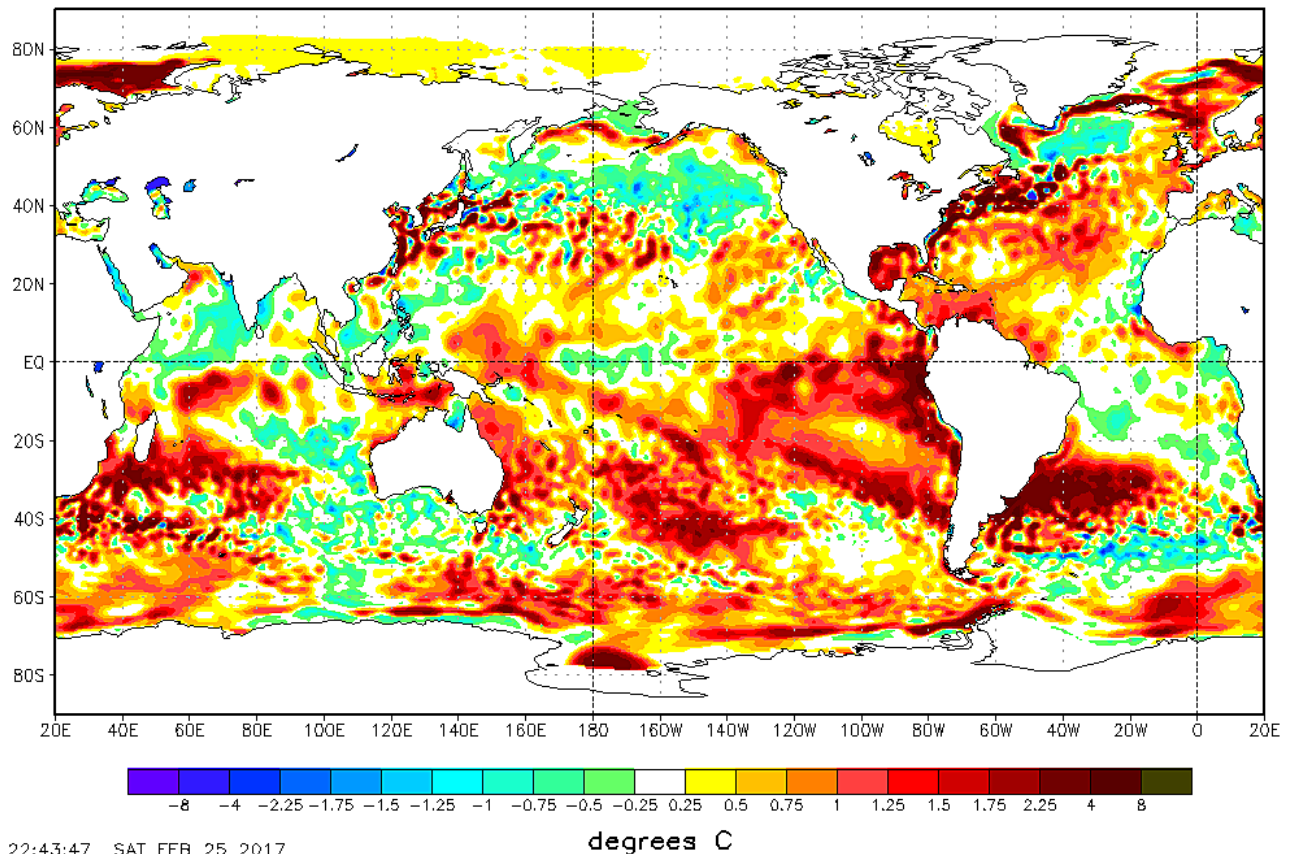 80N
60N
40N
20N
EQ
20S
40S
60S
80S
20E 40E 60E 80E 100E 120E 140E 160E 180 160W 140W 120W 100W 80W 60W 40W 20W 0 20E
-8 -4 -2.25 -1.75 -1.5 -1.25 -1 -0.75 -0.5 -0.25 0.25 0.5 0.75 1 1.25 1.5 1.75 2.25 4 8
degrees C
22:43:47 SAT FEB 25 2017